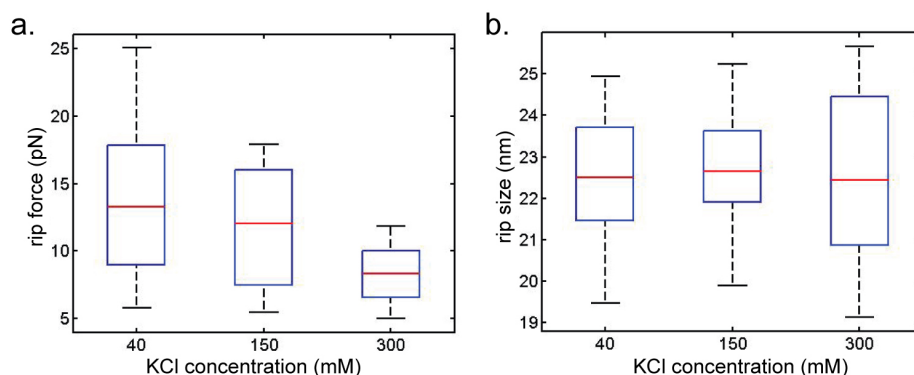 a.
rip force (pN)
25
20
15
10
5
40 150 300
KCl concentration (mM)
b.
rip size (nm)
25
24
23
22
21
20
19
40 150 300
KCl concentration (mM)